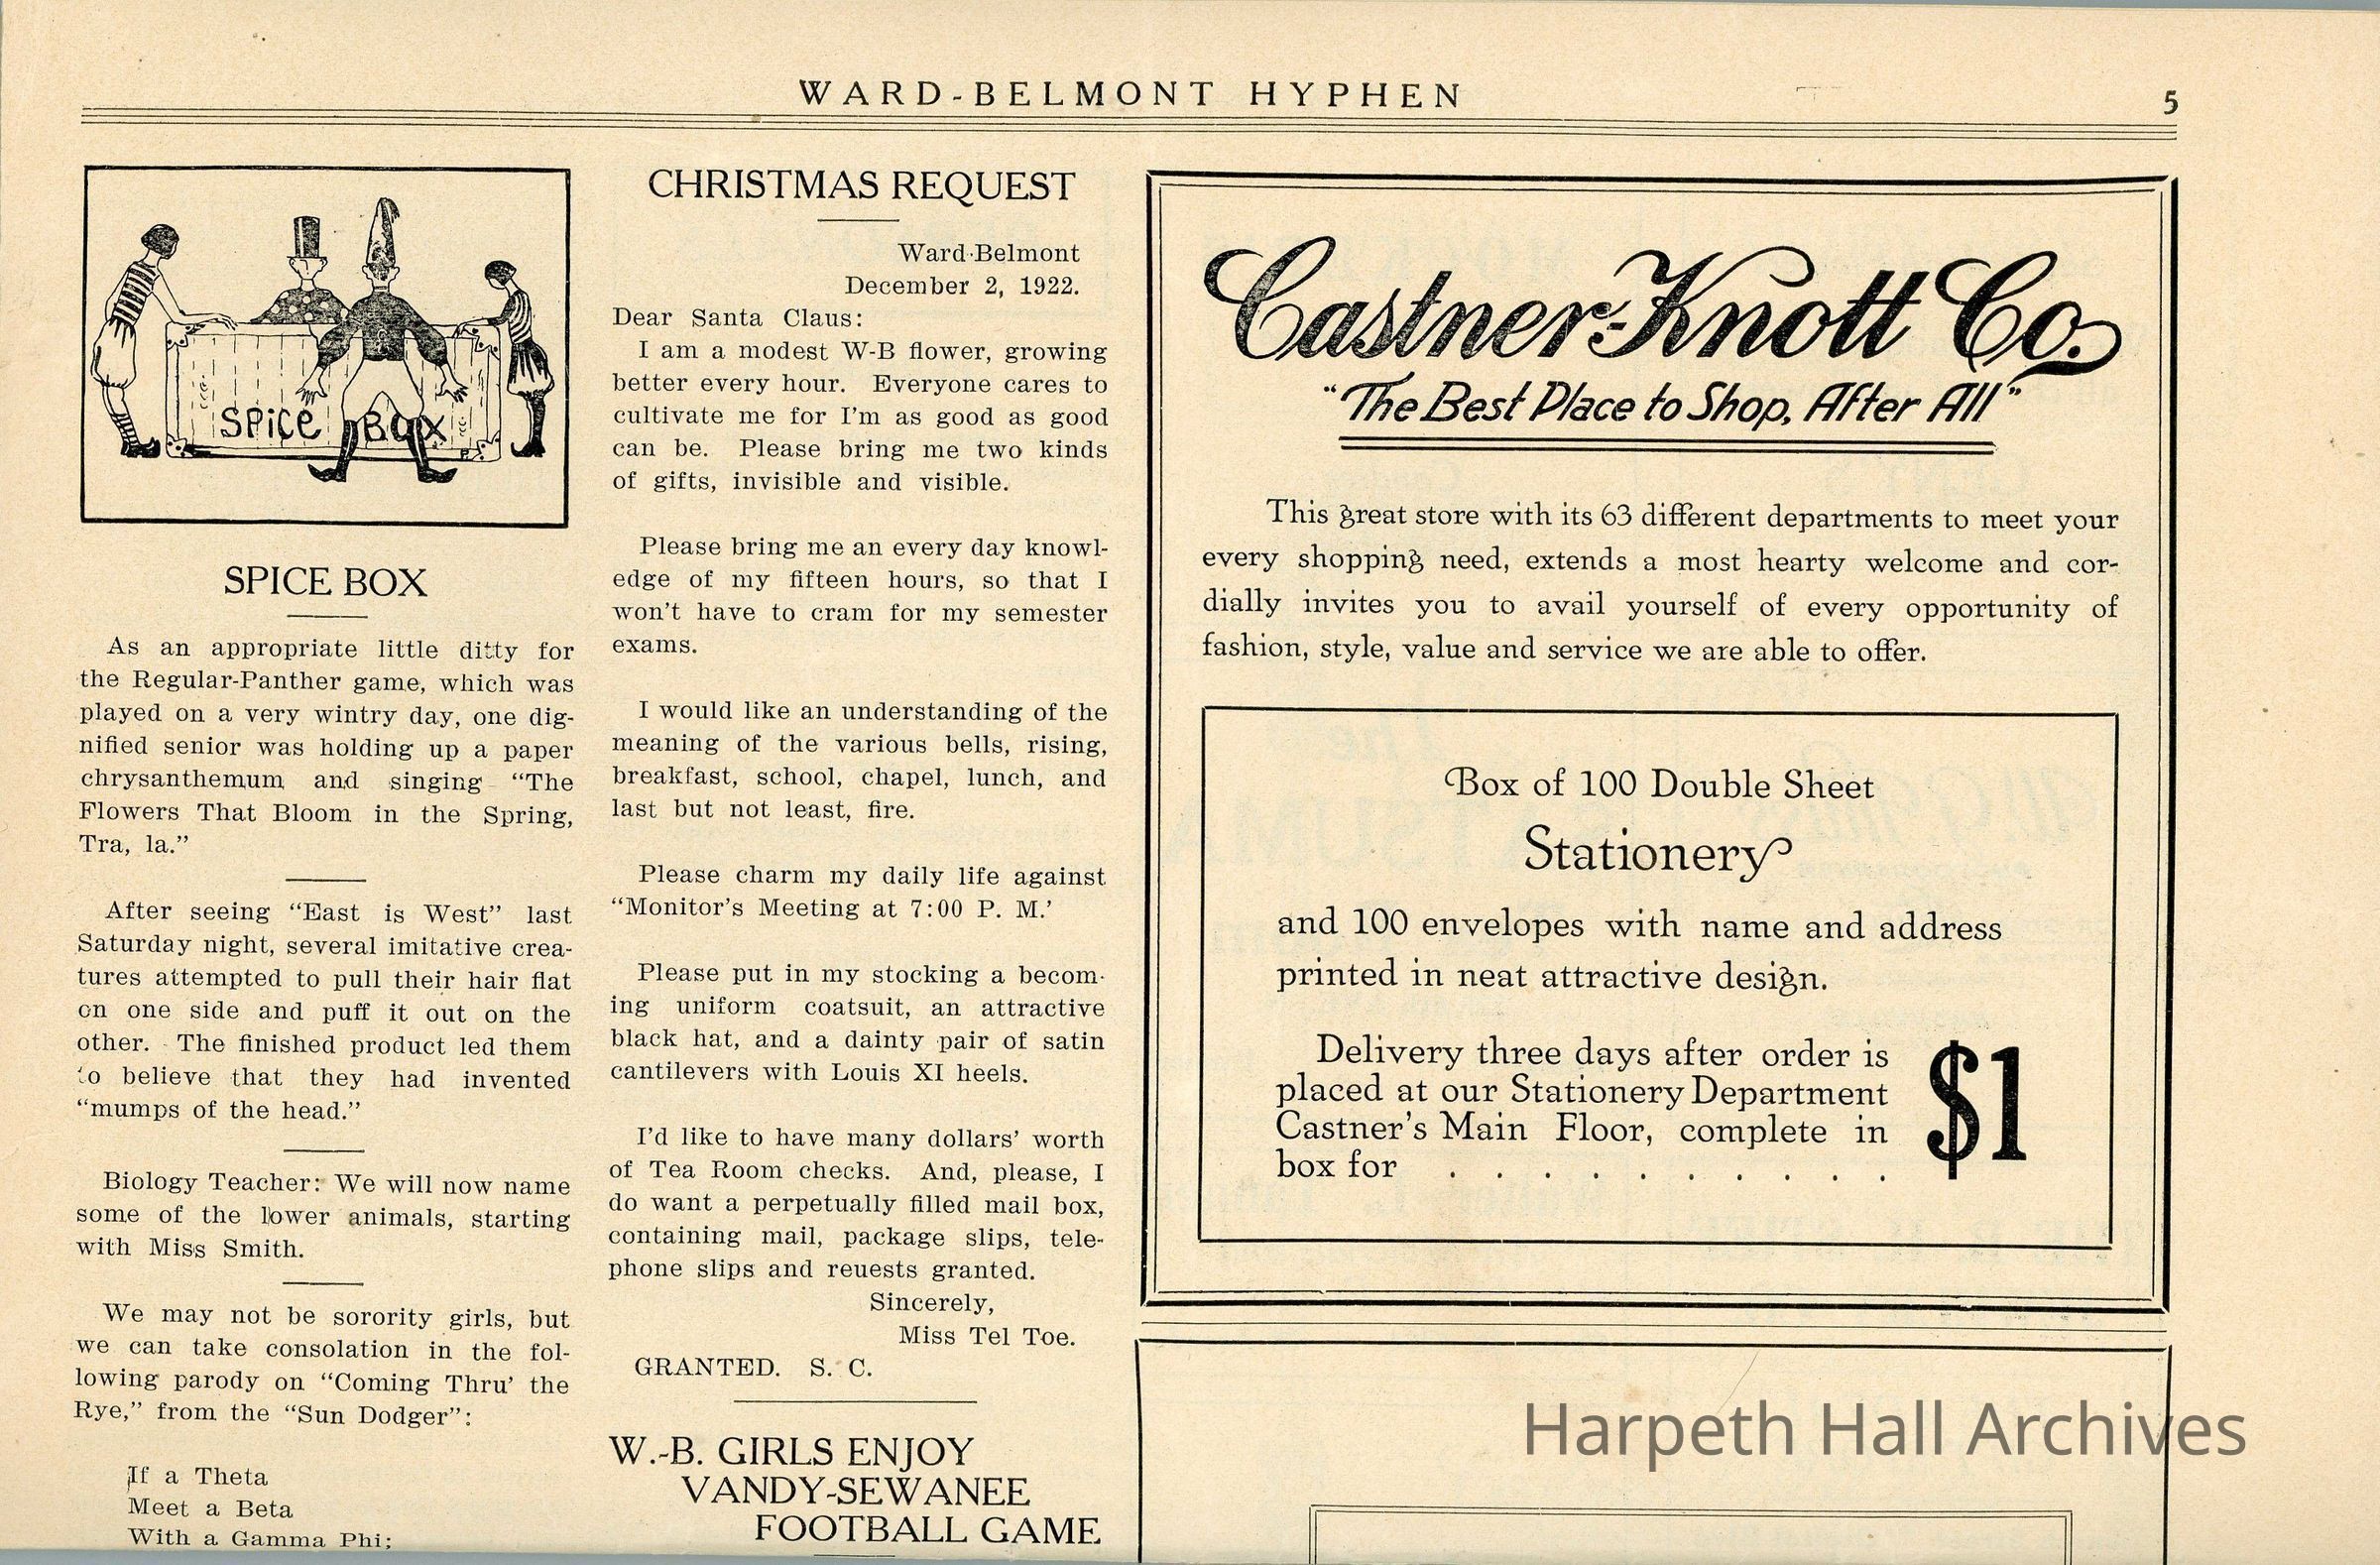 WARD-BELMONT HYPHEN
5
SPICE BOX
SPICE BOX
As an appropriate little ditty for
the Regular-Panther game, which was
played on a very wintry day, one dig-
nified senior was holding up a paper
chrysanthemum and singing “The
Flowers That Bloom in the Spring,
Tra, la.”
After seeing “East is West” last
Saturday night, several imitative crea-
tures attempted to pull their hair flat
on one side and puff it out on the
other. The finished product led them
to believe that they had invented
“mumps of the head.”
Biology Teacher: We will now name
some of the lower animals, starting
with Miss Smith.
We may not be sorority girls, but
we can take consolation in the fol-
lowing parody on “Coming Thru’ the
Rye,” from the “Sun Dodger”:
If a Theta
Meet a Beta
With a Gamma Phi;
CHRISTMAS REQUEST
Ward-Belmont
December 2, 1922.
Dear Santa Claus:
I am a modest W-B flower, growing
better every hour. Everyone cares to
cultivate me for I’m as good as good
can be. Please bring me two kinds
of gifts, invisible and visible.
Please bring me an every day knowl-
edge of my fifteen hours, so that I
won’t have to cram for my semester
exams.
I would like an understanding of the
meaning of the various bells, rising,
breakfast, school, chapel, lunch, and
last but not least, fire.
Please charm my daily life against
“Monitor’s Meeting at 7:00 P. M.’
Please put in my stocking a becom-
ing uniform coatsuit, an attractive
black hat, and a dainty pair of satin
cantilevers with Louis XI heels.
I’d like to have many dollars’ worth
of Tea Room checks. And, please, I
do want a perpetually filled mail box,
containing mail, package slips, tele-
phone slips and reuests granted.
Sincerely,
Miss Tel Toe.
GRANTED. S. C.
W.-B. GIRLS ENJOY
VANDY-SEWANEE
FOOTBALL GAME
Castner-Knott Co.
“The Best Place to Shop, After All”
This great store with its 63 different departments to meet your
every shopping need, extends a most hearty welcome and cor-
dially invites you to avail yourself of every opportunity of
fashion, style, value and service we are able to offer.
Box of 100 Double Sheet
Stationery
and 100 envelopes with name and address
printed in neat attractive design.
Delivery three days after order is
placed at our Stationery Department
Castner’s Main Floor, complete in
box for . . . . . . . . . .
$1
Harpeth Hall Archives